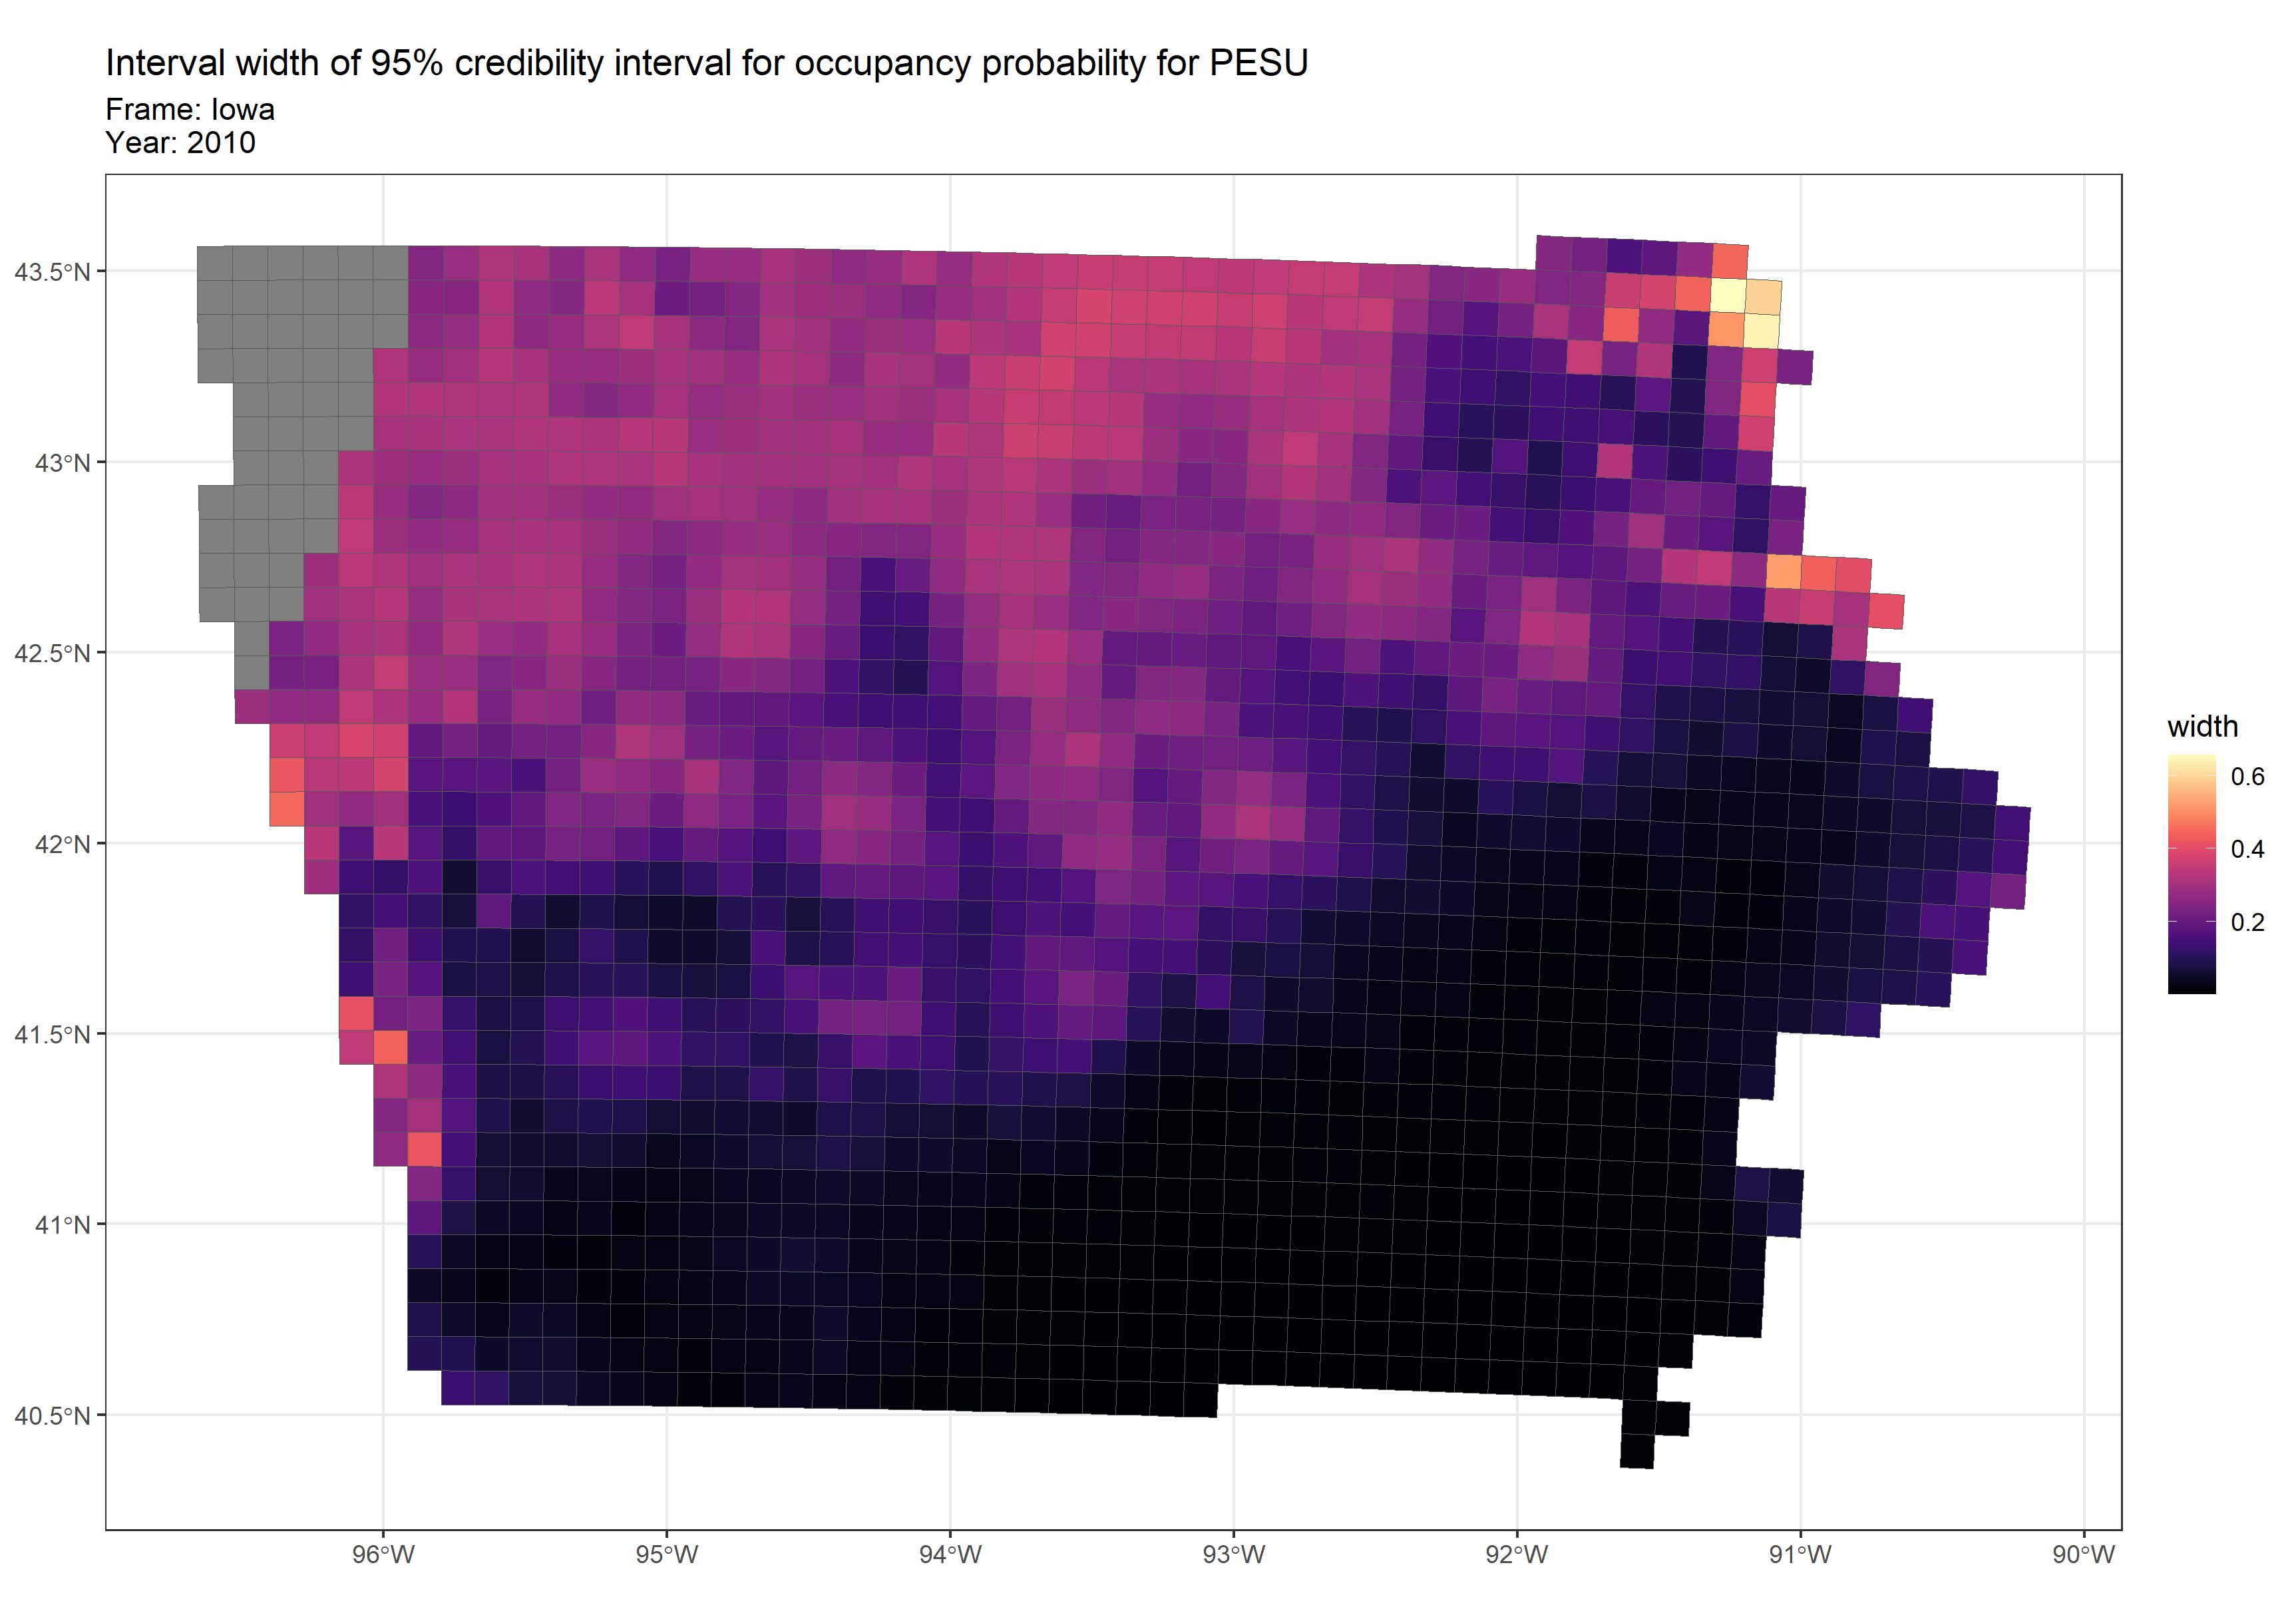 Interval width of 95% credibility interval for occupancy probability for PESU
Frame: Iowa
Year: 2010
43.5°N
43°N
42.5°N
42°N
41.5°N
41°N
40.5°N
96°W
95°W
94°W
93°W
92°W
91°W
90°W
width
0.6
0.4
0.2